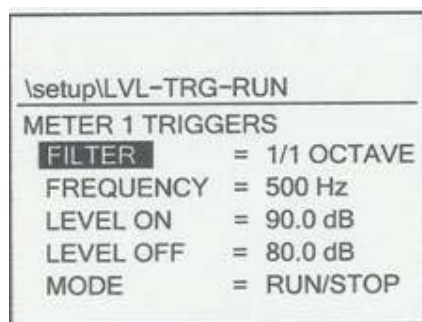 \setup\LVL-TRG-RUN
METER 1 TRIGGERS
FILTER = 1/1 OCTAVE
FREQUENCY = 500 Hz
LEVEL ON = 90.0 dB
LEVEL OFF = 80.0 dB
MODE = RUN/STOP